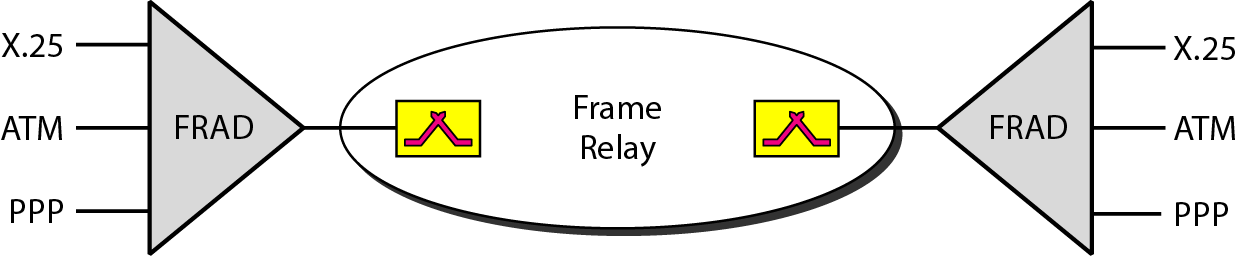 X.25
ATM
PPP
FRAD
Frame
Relay
FRAD
X.25
ATM
PPP